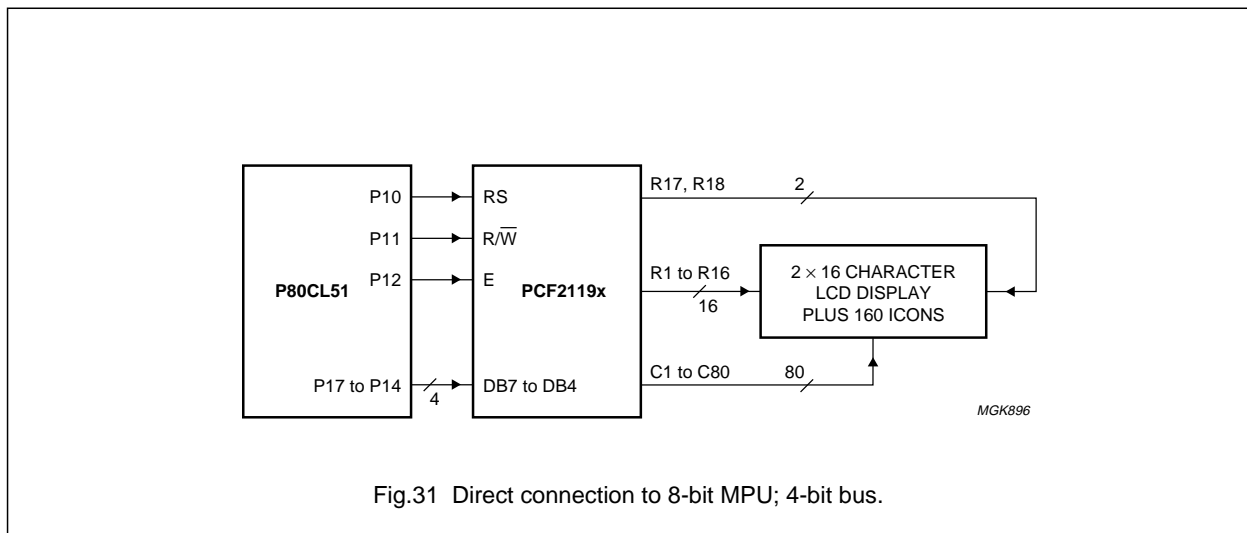 P80CL51
P10
P11
P12
P17 to P14
4
PCF2119x
RS
R/W̅
E
DB7 to DB4
R17, R18
2
R1 to R16
16
C1 to C80
80
2 × 16 CHARACTER
LCD DISPLAY
PLUS 160 ICONS
MGK896
Fig.31 Direct connection to 8-bit MPU; 4-bit bus.